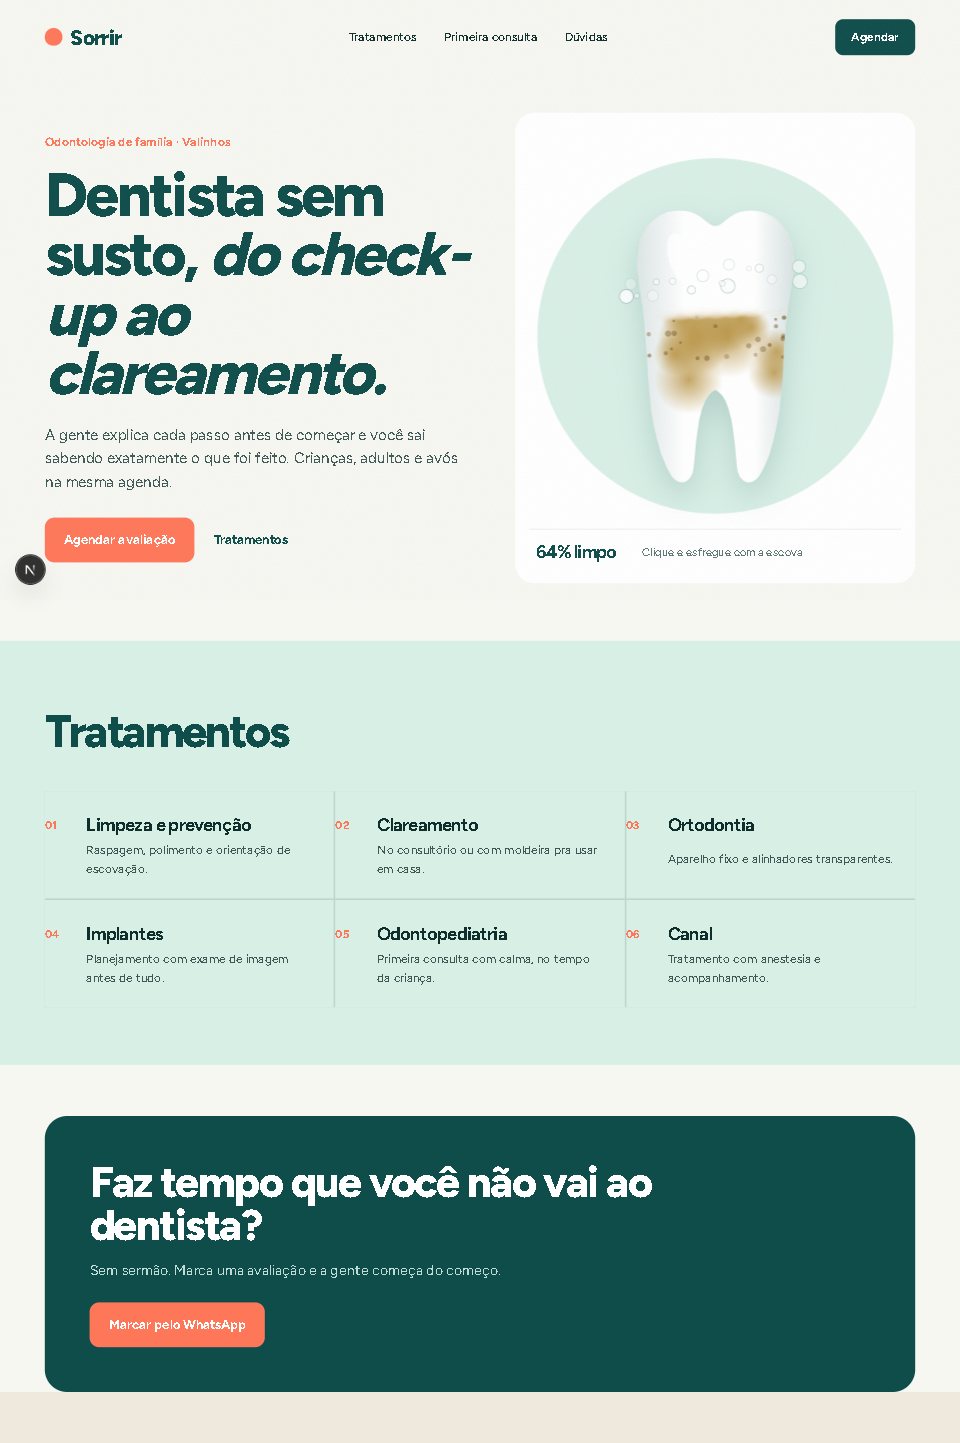 Sorrir
Tratamentos
Primeira consulta
Dúvidas
Agendar
Odontologia de família · Valinhos
Dentista sem
susto, do check-
up ao
clareamento.
A gente explica cada passo antes de começar e você sai
sabendo exatamente o que foi feito. Crianças, adultos e avós
na mesma agenda.
Agendar avaliação
Tratamentos
N
64% limpo
Clique e esfregue com a escova
Tratamentos
01
Limpeza e prevenção
Raspagem, polimento e orientação de
escovação.
02
Clareamento
No consultório ou com moldeira pra usar
em casa.
03
Ortodontia
Aparelho fixo e alinhadores transparentes.
04
Implantes
Planejamento com exame de imagem
antes de tudo.
05
Odontopediatria
Primeira consulta com calma, no tempo
da criança.
06
Canal
Tratamento com anestesia e
acompanhamento.
Faz tempo que você não vai ao
dentista?
Sem sermão. Marca uma avaliação e a gente começa do começo.
Marcar pelo WhatsApp